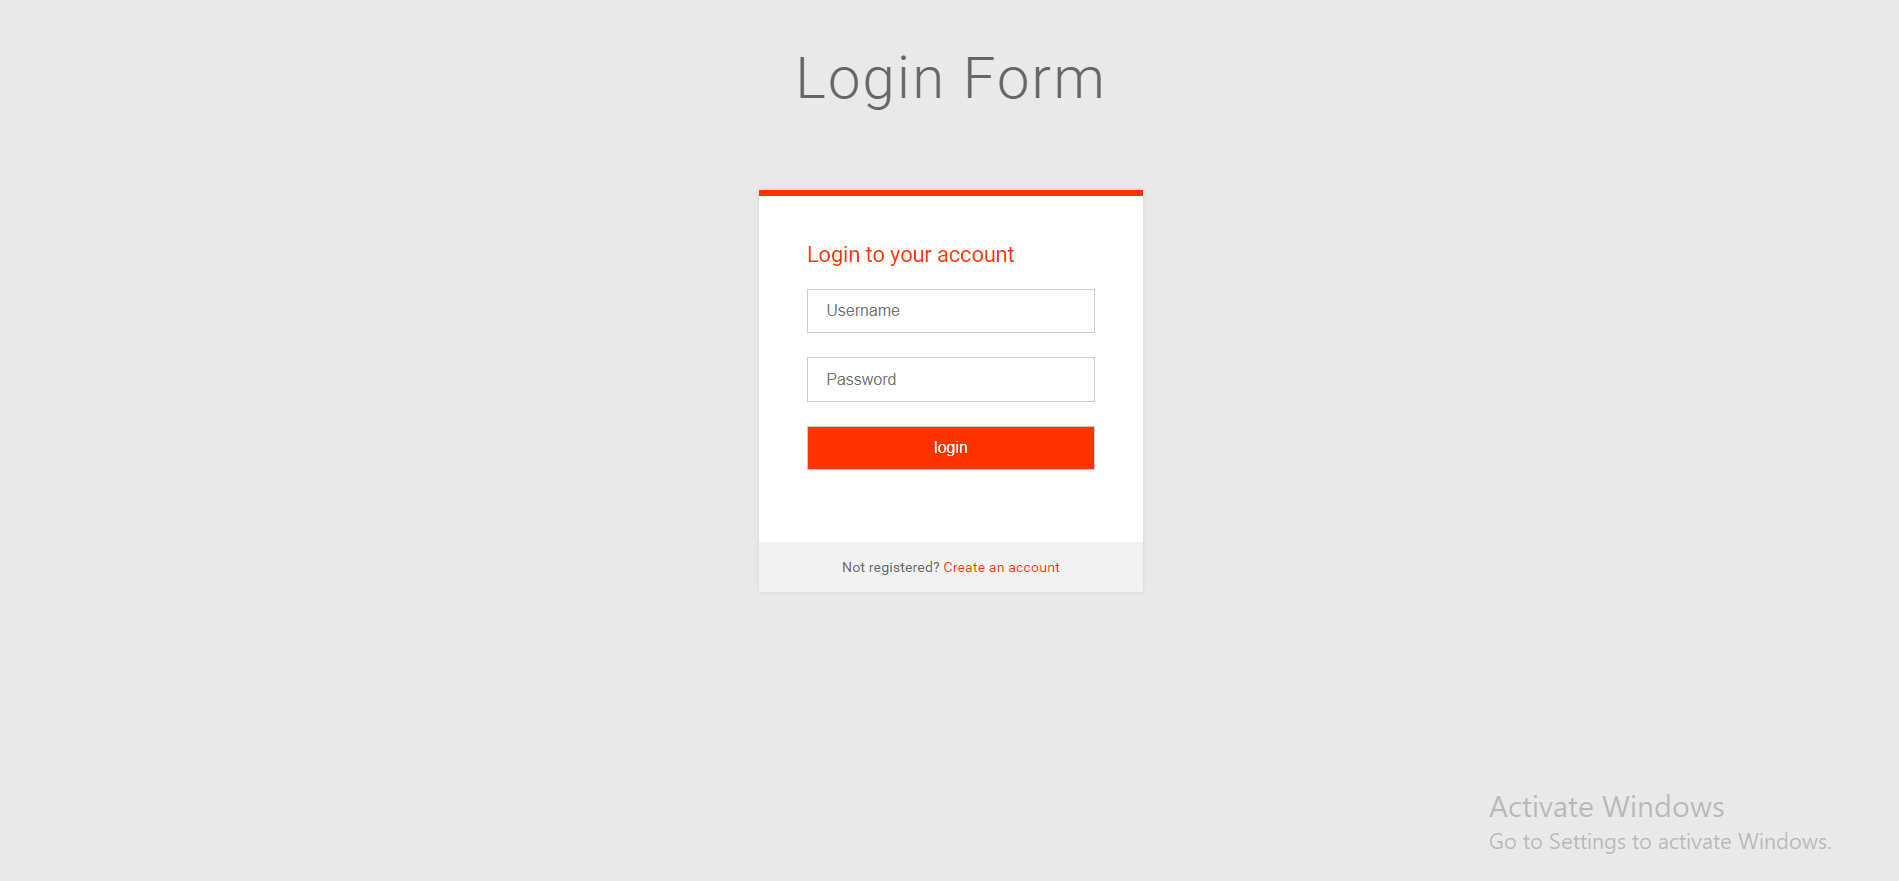 Login Form
Login to your account
Username
Password
login
Not registered? Create an account
Activate Windows
Go to Settings to activate Windows.